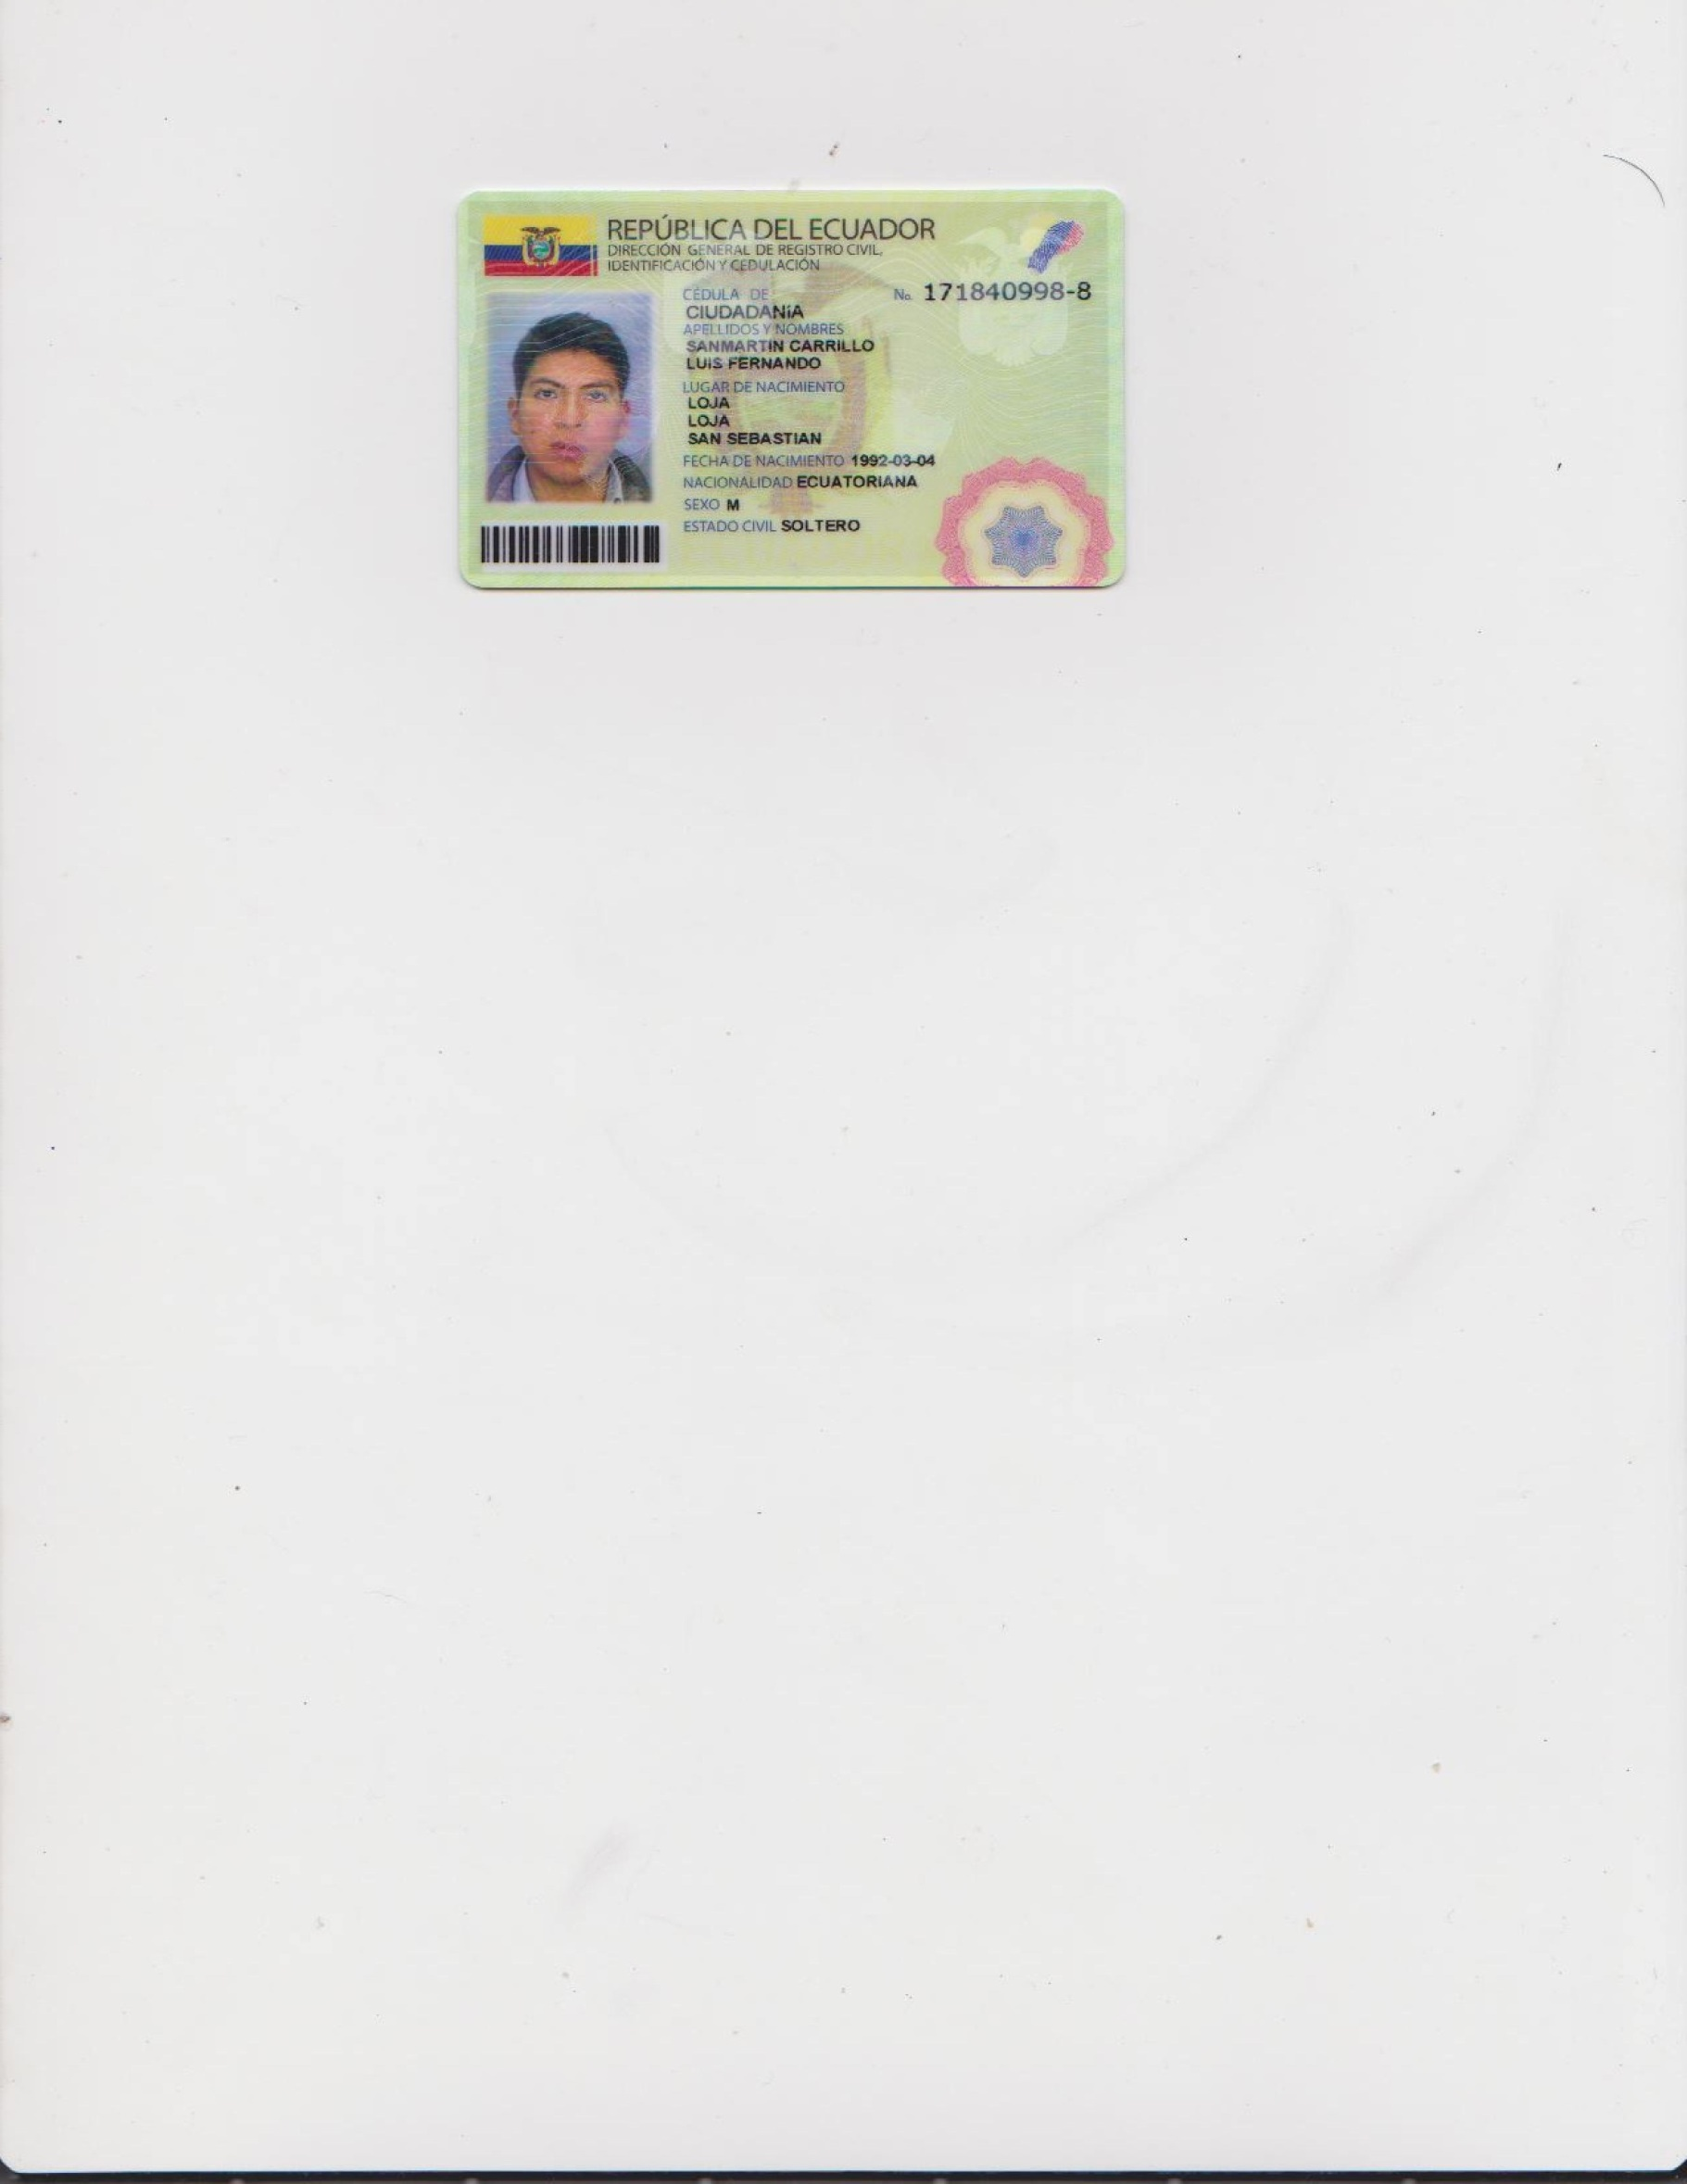 REPÚBLICA DEL ECUADOR
DIRECCIÓN GENERAL DE REGISTRO CIVIL,
IDENTIFICACIÓN Y CEDULACIÓN
CÉDULA DE No. 171840998-8
CIUDADANÍA
APELLIDOS Y NOMBRES
SANMARTIN CARRILLO
LUIS FERNANDO
LUGAR DE NACIMIENTO
LOJA
LOJA
SAN SEBASTIAN
FECHA DE NACIMIENTO 1992-03-04
NACIONALIDAD ECUATORIANA
SEXO M
ESTADO CIVIL SOLTERO